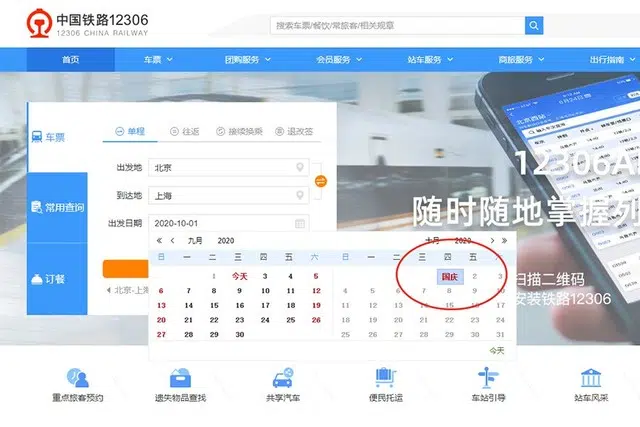 中国铁路12306
12306 CHINA RAILWAY
搜索车票/餐饮/常旅客/相关规章
首页 车票 团购服务 会员服务 站车服务 商旅服务 出行指南
车票
常用查询
订餐
单程 往返 接续换乘 退改签
出发地 北京
到达地 上海
出发日期 2020-10-01
北京-上
九月 2020
日 一 二 三 四 五 六
1 今天 3 4 5
6 7 8 9 10 11 12
13 14 15 16 17 18 19
20 21 22 23 24 25 26
27 28 29 30
十月 2020
日 一 二 三 四 五
国庆 2 3
4 5 6 7 8 9 10
11 12 13 14 15 16 17
18 19 20 21 22 23 24
25 26 27 28 29 30 31
今天
12306A
随时随地掌握列
扫描二维码
安装铁路12306
北京西站
重点旅客预约
遗失物品查找
共享汽车
便民托运
车站引导
站车风采